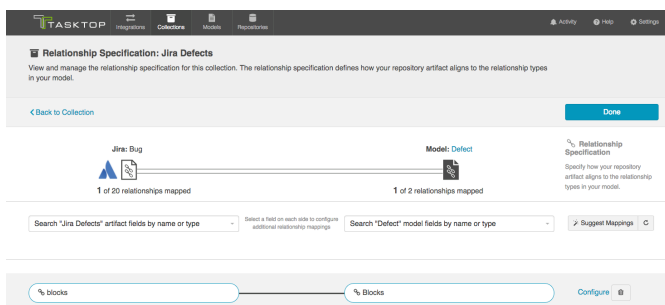 TASKTOP
Integrations
Collections
Models
Repositories
Activity
Help
Settings
Relationship Specification: Jira Defects
View and manage the relationship specification for this collection. The relationship specification defines how your repository artifact aligns to the relationship types
in your model.
Back to Collection
Done
Jira: Bug
Model: Defect
1 of 20 relationships mapped
1 of 2 relationships mapped
Relationship
Specification
Specify how your repository
artifact aligns to the relationship
types in your model.
Search "Jira Defects" artifact fields by name or type
Select a field on each side to configure
additional relationship mappings
Search "Defect" model fields by name or type
Suggest Mappings
blocks
Blocks
Configure